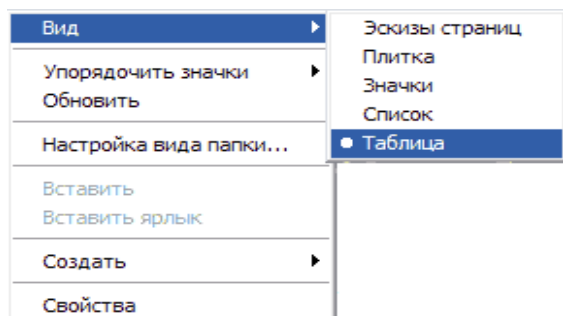 Вид
Упорядочить значки
Обновить
Настройка вида папки...
Вставить
Вставить ярлык
Создать
Свойства
Эскизы страниц
Плитка
Значки
Список
Таблица